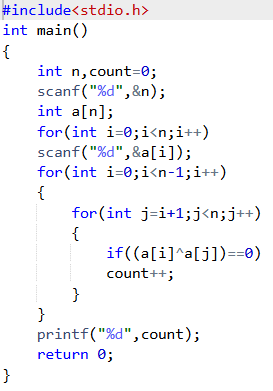 #include<stdio.h>
int main()
{
    int n,count=0;
    scanf("%d",&n);
    int a[n];
    for(int i=0;i<n;i++)
    scanf("%d",&a[i]);
    for(int i=0;i<n-1;i++)
    {
        for(int j=i+1;j<n;j++)
        {
            if((a[i]^a[j])==0)
            count++;
        }
    }
    printf("%d",count);
    return 0;
}